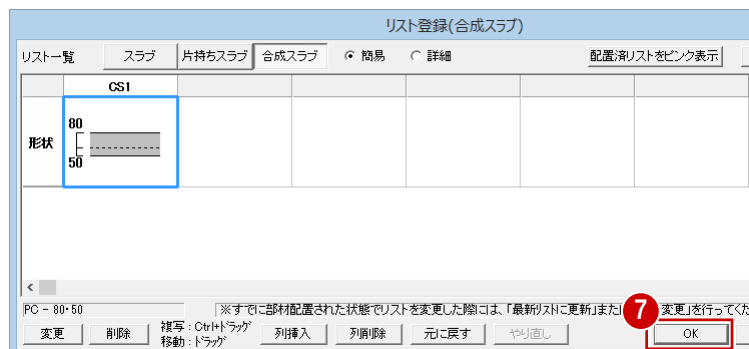 リスト登録(合成スラブ)
リスト一覧 スラブ 片持ちスラブ 合成スラブ 簡易 詳細 配置済リストをピンク表示
CS1
形状 80
50
PC - 80・50 ※すでに部材配置された状態でリストを変更した際には、「最新リストに更新」また 変更」を行ってくだ
7
変更 削除 複写:Ctrl+ドラッグ 列挿入 列削除 元に戻す やり直し OK
移動:ドラッグ